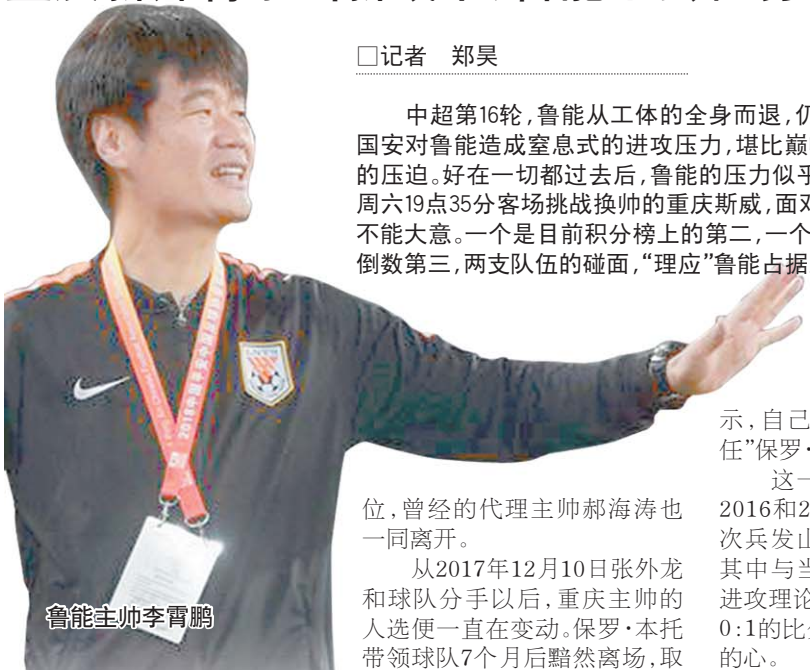 □记者 郑昊
中超第16轮,鲁能从工体的全身而退,仍
国安对鲁能造成窒息式的进攻压力,堪比巅
的压迫。好在一切都过去后,鲁能的压力似乎
周六19点35分客场挑战换帅的重庆斯威,面对
不能大意。一个是目前积分榜上的第二,一个
倒数第三,两支队伍的碰面,“理应”鲁能占据
位,曾经的代理主帅郝海涛也
一同离开。
从2017年12月10日张外龙
和球队分手以后,重庆主帅的
人选便一直在变动。保罗·本托
带领球队7个月后黯然离场,取
示,自己
任”保罗·
这一
2016和2
次兵发山
其中与当
进攻理论
0:1的比
的心。
鲁能主帅李霄鹏